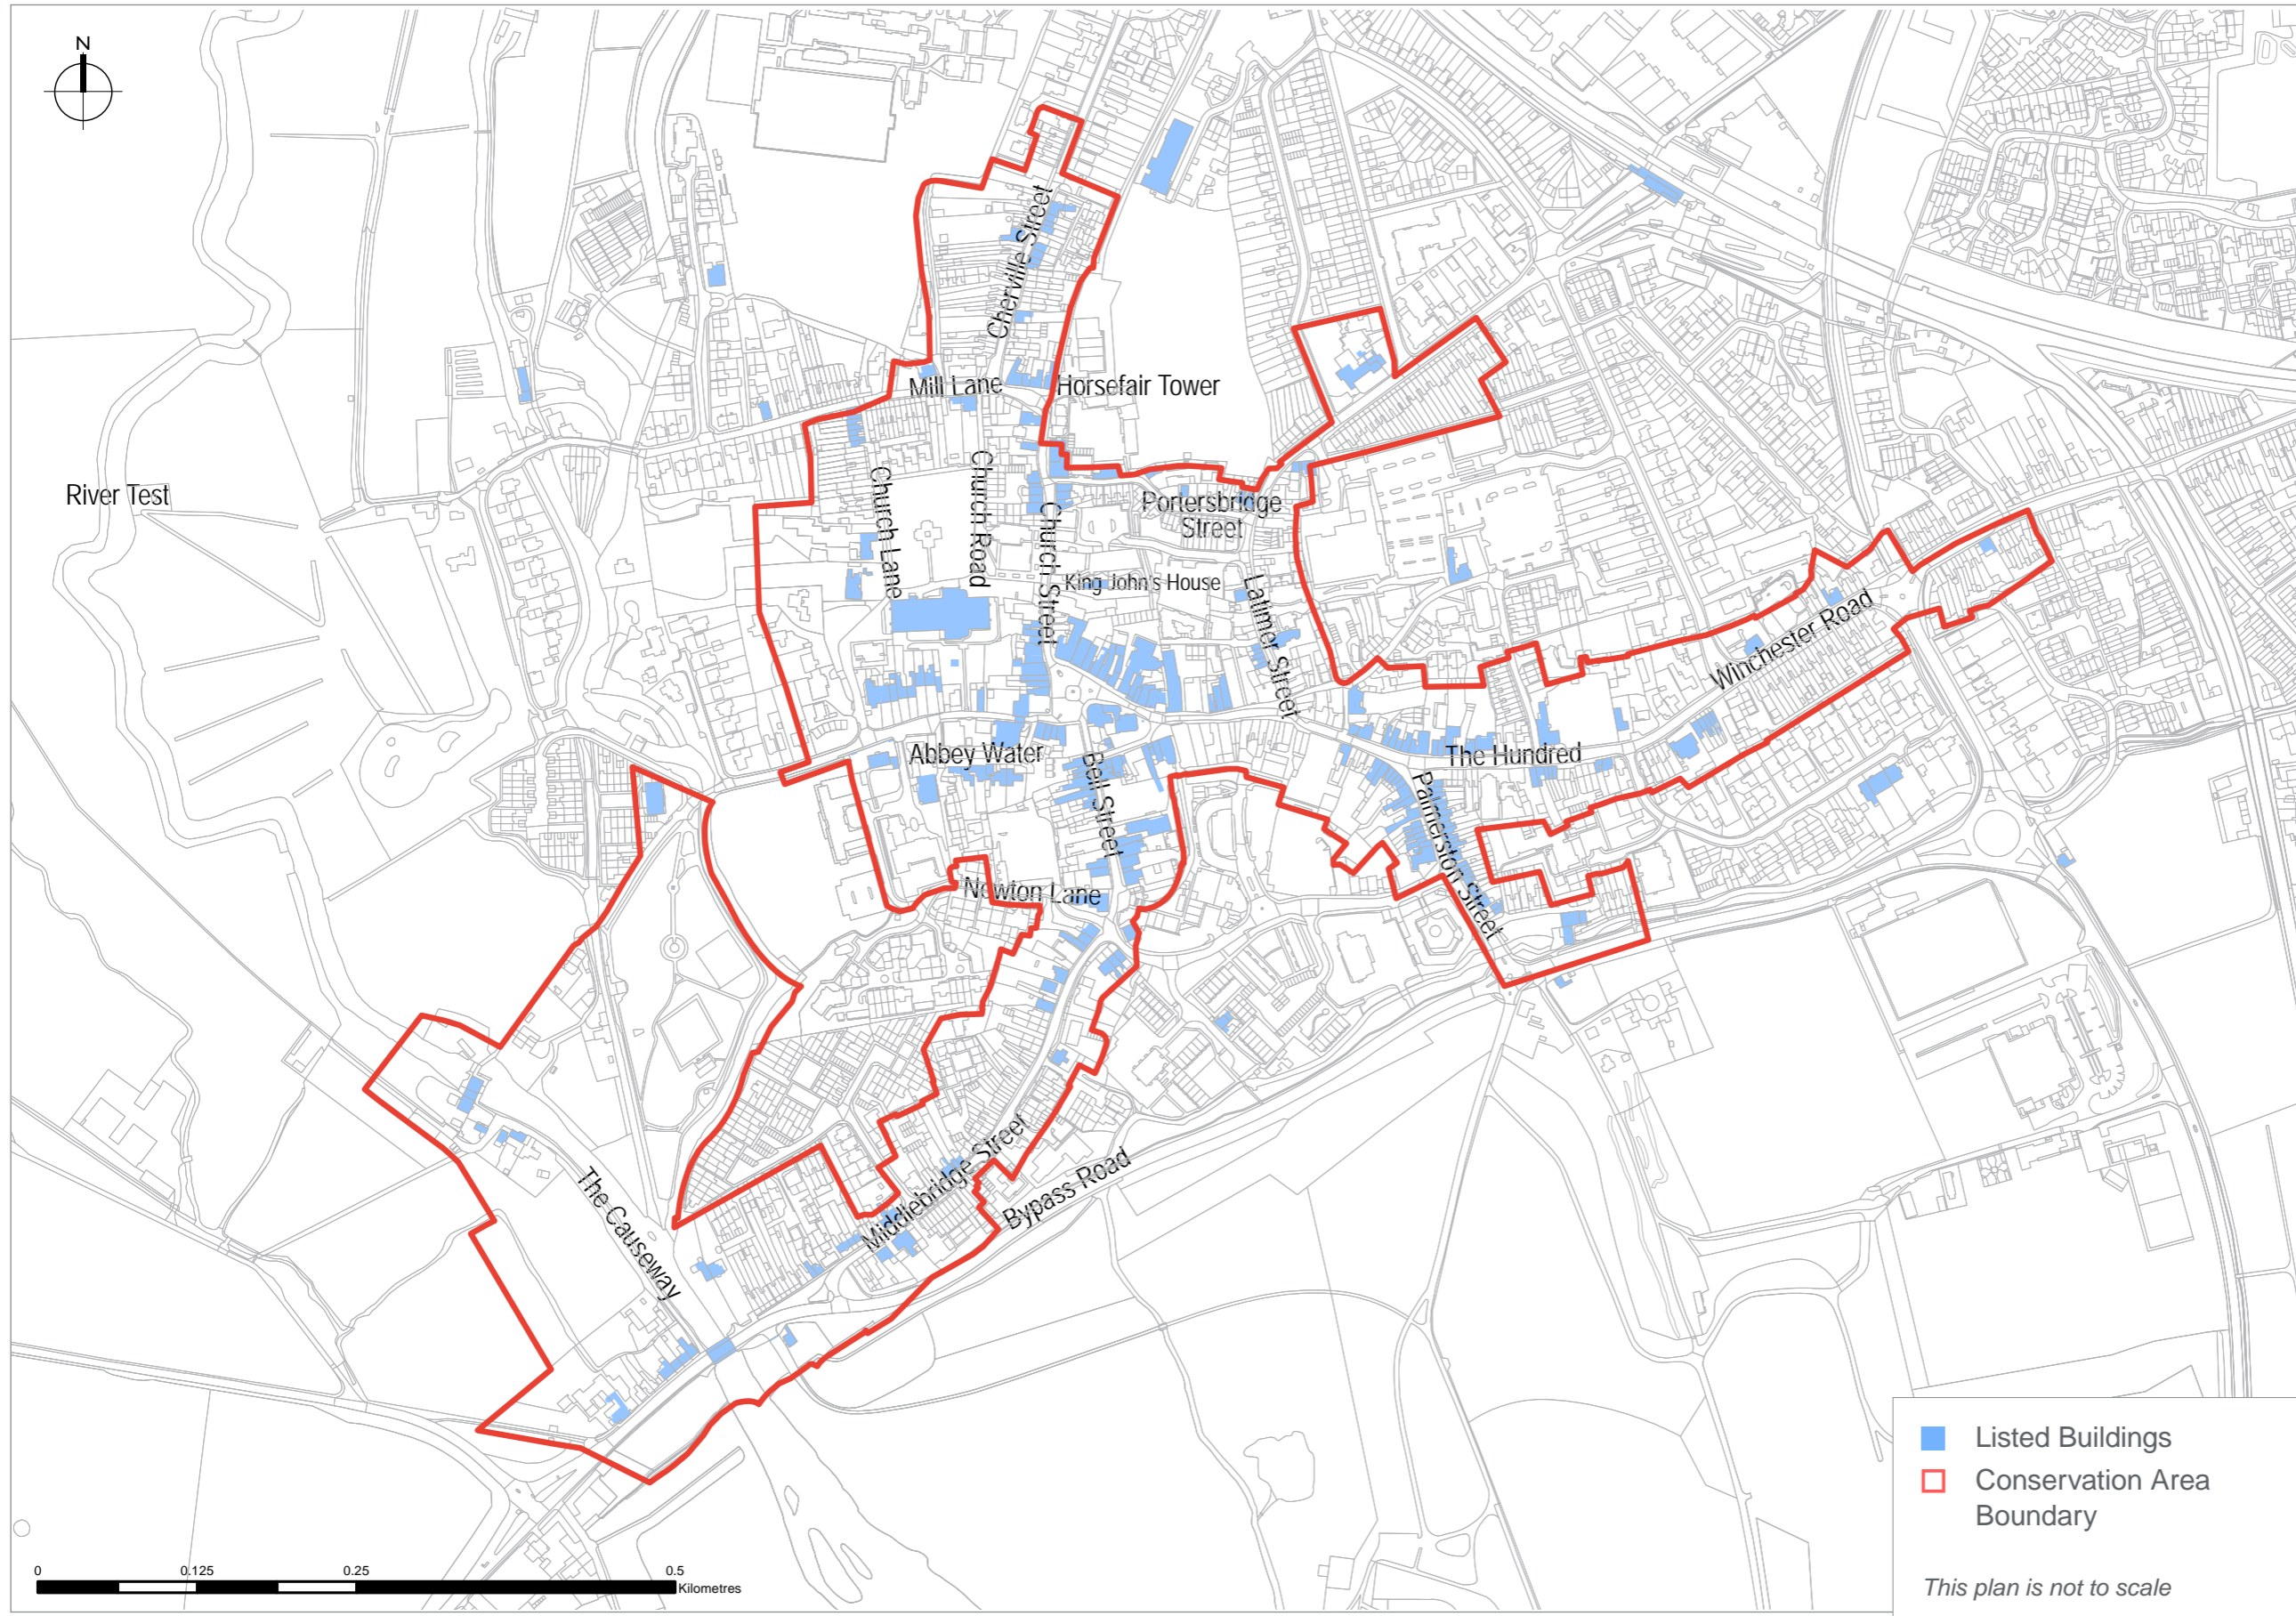 N
Cherville Street
Mill Lane
Horsefair Tower
River Test
Church Lane
Church Road
Church Street
Portersbridge
Street
King John's House
Latimer Street
Winchester Road
Abbey Water
Bell Street
The Hundred
Palmerston Street
Newton Lane
Middlebridge Street
Bypass Road
The Causeway
Listed Buildings
Conservation Area
Boundary
This plan is not to scale
0 0.125 0.25 0.5
Kilometres